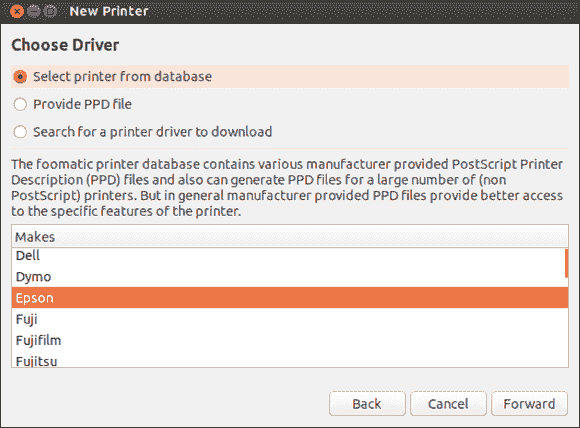 New Printer
Choose Driver
Select printer from database
Provide PPD file
Search for a printer driver to download
The foomatic printer database contains various manufacturer provided PostScript Printer
Description (PPD) files and also can generate PPD files for a large number of (non
PostScript) printers. But in general manufacturer provided PPD files provide better access
to the specific features of the printer.
Makes
Dell
Dymo
Epson
Fuji
Fujifilm
Fujitsu
Back Cancel Forward